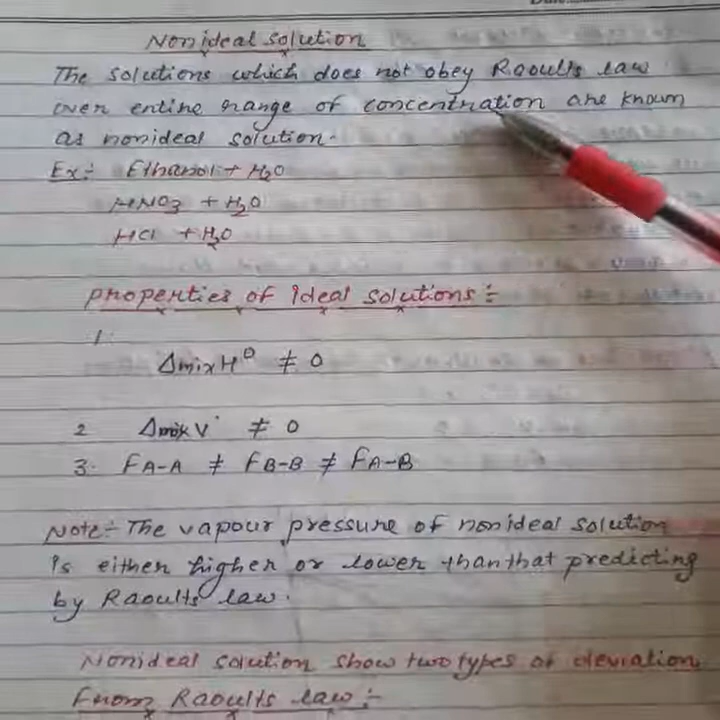 Nonideal solution
The solutions which does not obey Raoults law
over entire range of concentration are known
as nonideal solution.
Ex:- Ethanol + H2O
HNO3 + H2O
HCl + H2O
properties of ideal solutions:-
1.
ΔmixH⁰ ≠ 0
2 ΔmixV ≠ 0
3. FA-A ≠ FB-B ≠ FA-B
Note:- The vapour pressure of nonideal solution
is either higher or lower than that predicting
by Raoults law.
Nonideal solution show two types of deviation
From Raoults law:-